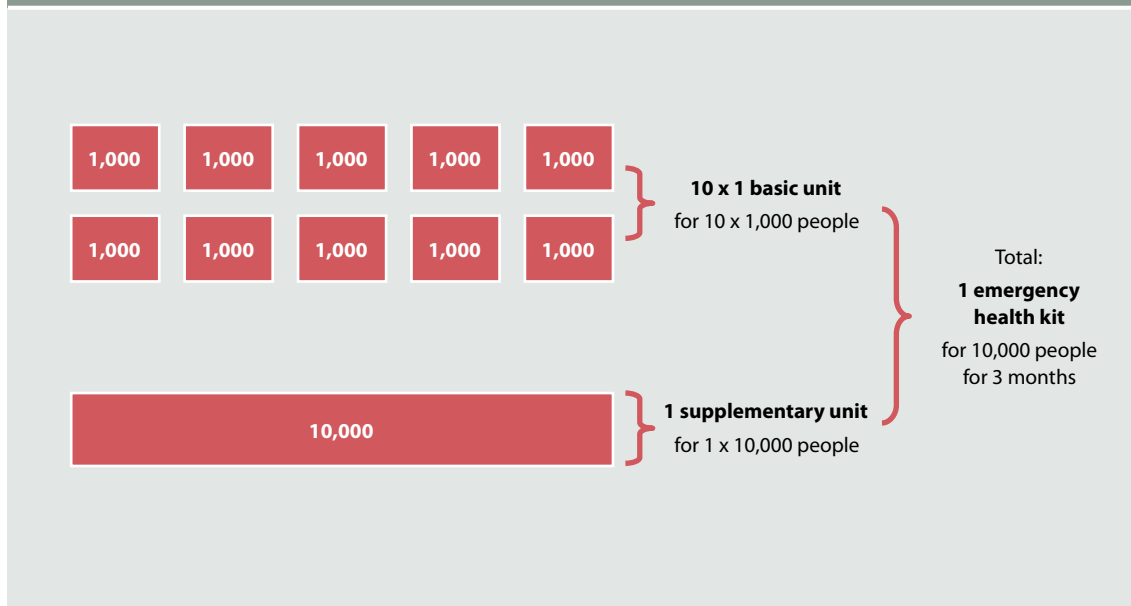 1,000 1,000 1,000 1,000 1,000
1,000 1,000 1,000 1,000 1,000
10 x 1 basic unit
for 10 x 1,000 people
10,000
1 supplementary unit
for 1 x 10,000 people
Total:
1 emergency
health kit
for 10,000 people
for 3 months